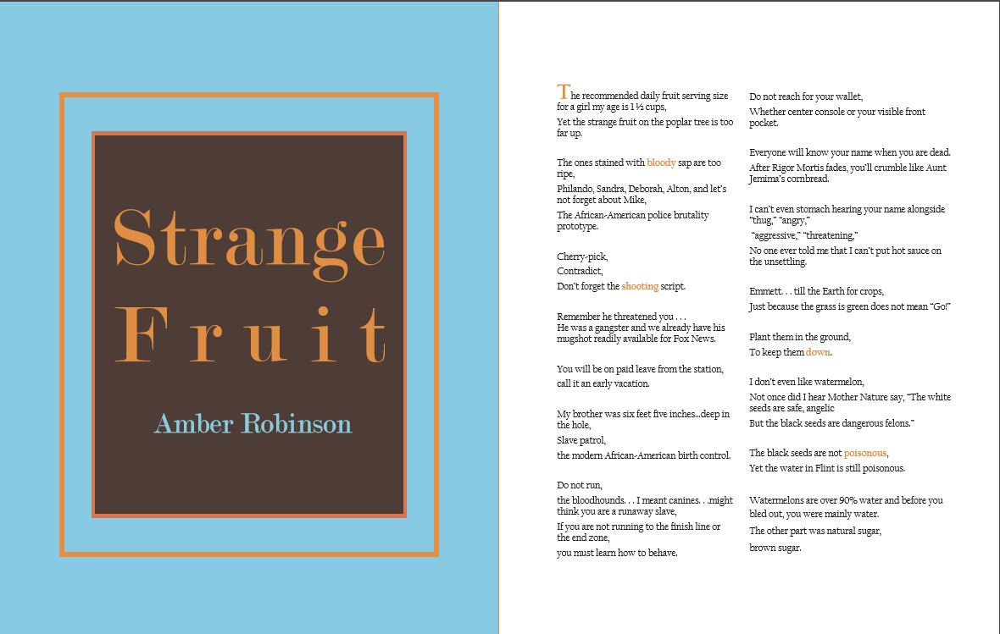 Strange
Fruit
Amber Robinson
The recommended daily fruit serving size
for a girl my age is 1 ½ cups,
Yet the strange fruit on the poplar tree is too
far up.
The ones stained with bloody sap are too
ripe,
Philando, Sandra, Deborah, Alton, and let's
not forget about Mike,
The African-American police brutality
prototype.
Cherry-pick,
Contradict,
Don't forget the shooting script.
Remember he threatened you . . .
He was a gangster and we already have his
mugshot readily available for Fox News.
You will be on paid leave from the station,
call it an early vacation.
My brother was six feet five inches...deep in
the hole,
Slave patrol,
the modern African-American birth control.
Do not run,
the bloodhounds. . . I meant canines. . .might
think you are a runaway slave,
If you are not running to the finish line or
the end zone,
you must learn how to behave.
Do not reach for your wallet,
Whether center console or your visible front
pocket.
Everyone will know your name when you are dead.
After Rigor Mortis fades, you'll crumble like Aunt
Jemima's cornbread.
I can't even stomach hearing your name alongside
"thug," "angry,"
"aggressive," "threatening,"
No one ever told me that I can't put hot sauce on
the unsettling.
Emmett. . . till the Earth for crops,
Just because the grass is green does not mean "Go!"
Plant them in the ground,
To keep them down.
I don't even like watermelon,
Not once did I hear Mother Nature say, "The white
seeds are safe, angelic
But the black seeds are dangerous felons."
The black seeds are not poisonous,
Yet the water in Flint is still poisonous.
Watermelons are over 90% water and before you
bled out, you were mainly water.
The other part was natural sugar,
brown sugar.